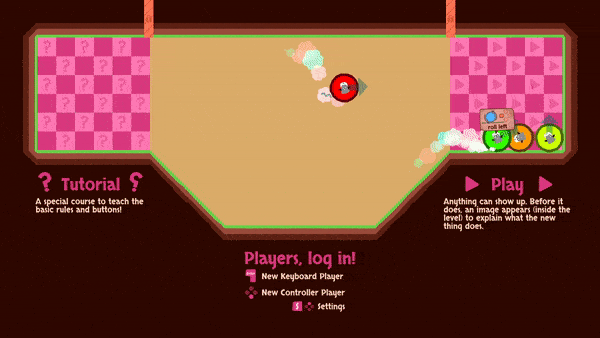 roll left
? Tutorial ?
A special course to teach the
basic rules and buttons!
Play
Anything can show up. Before it
does, an image appears (inside the
level) to explain what the new
thing does.
Players, log in!
New Keyboard Player
New Controller Player
S Settings